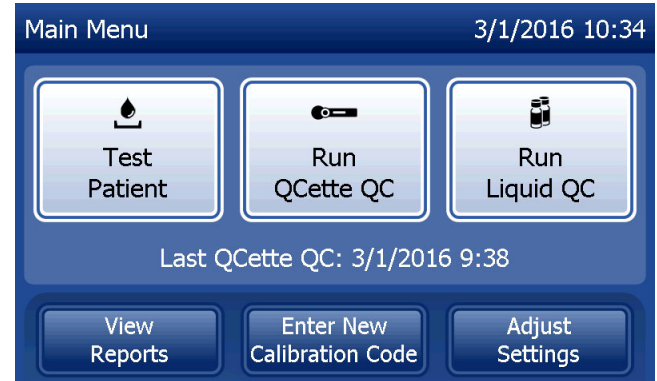 Main Menu 3/1/2016 10:34
Test
Patient
Run
QCette QC
Run
Liquid QC
Last QCette QC: 3/1/2016 9:38
View
Reports
Enter New
Calibration Code
Adjust
Settings